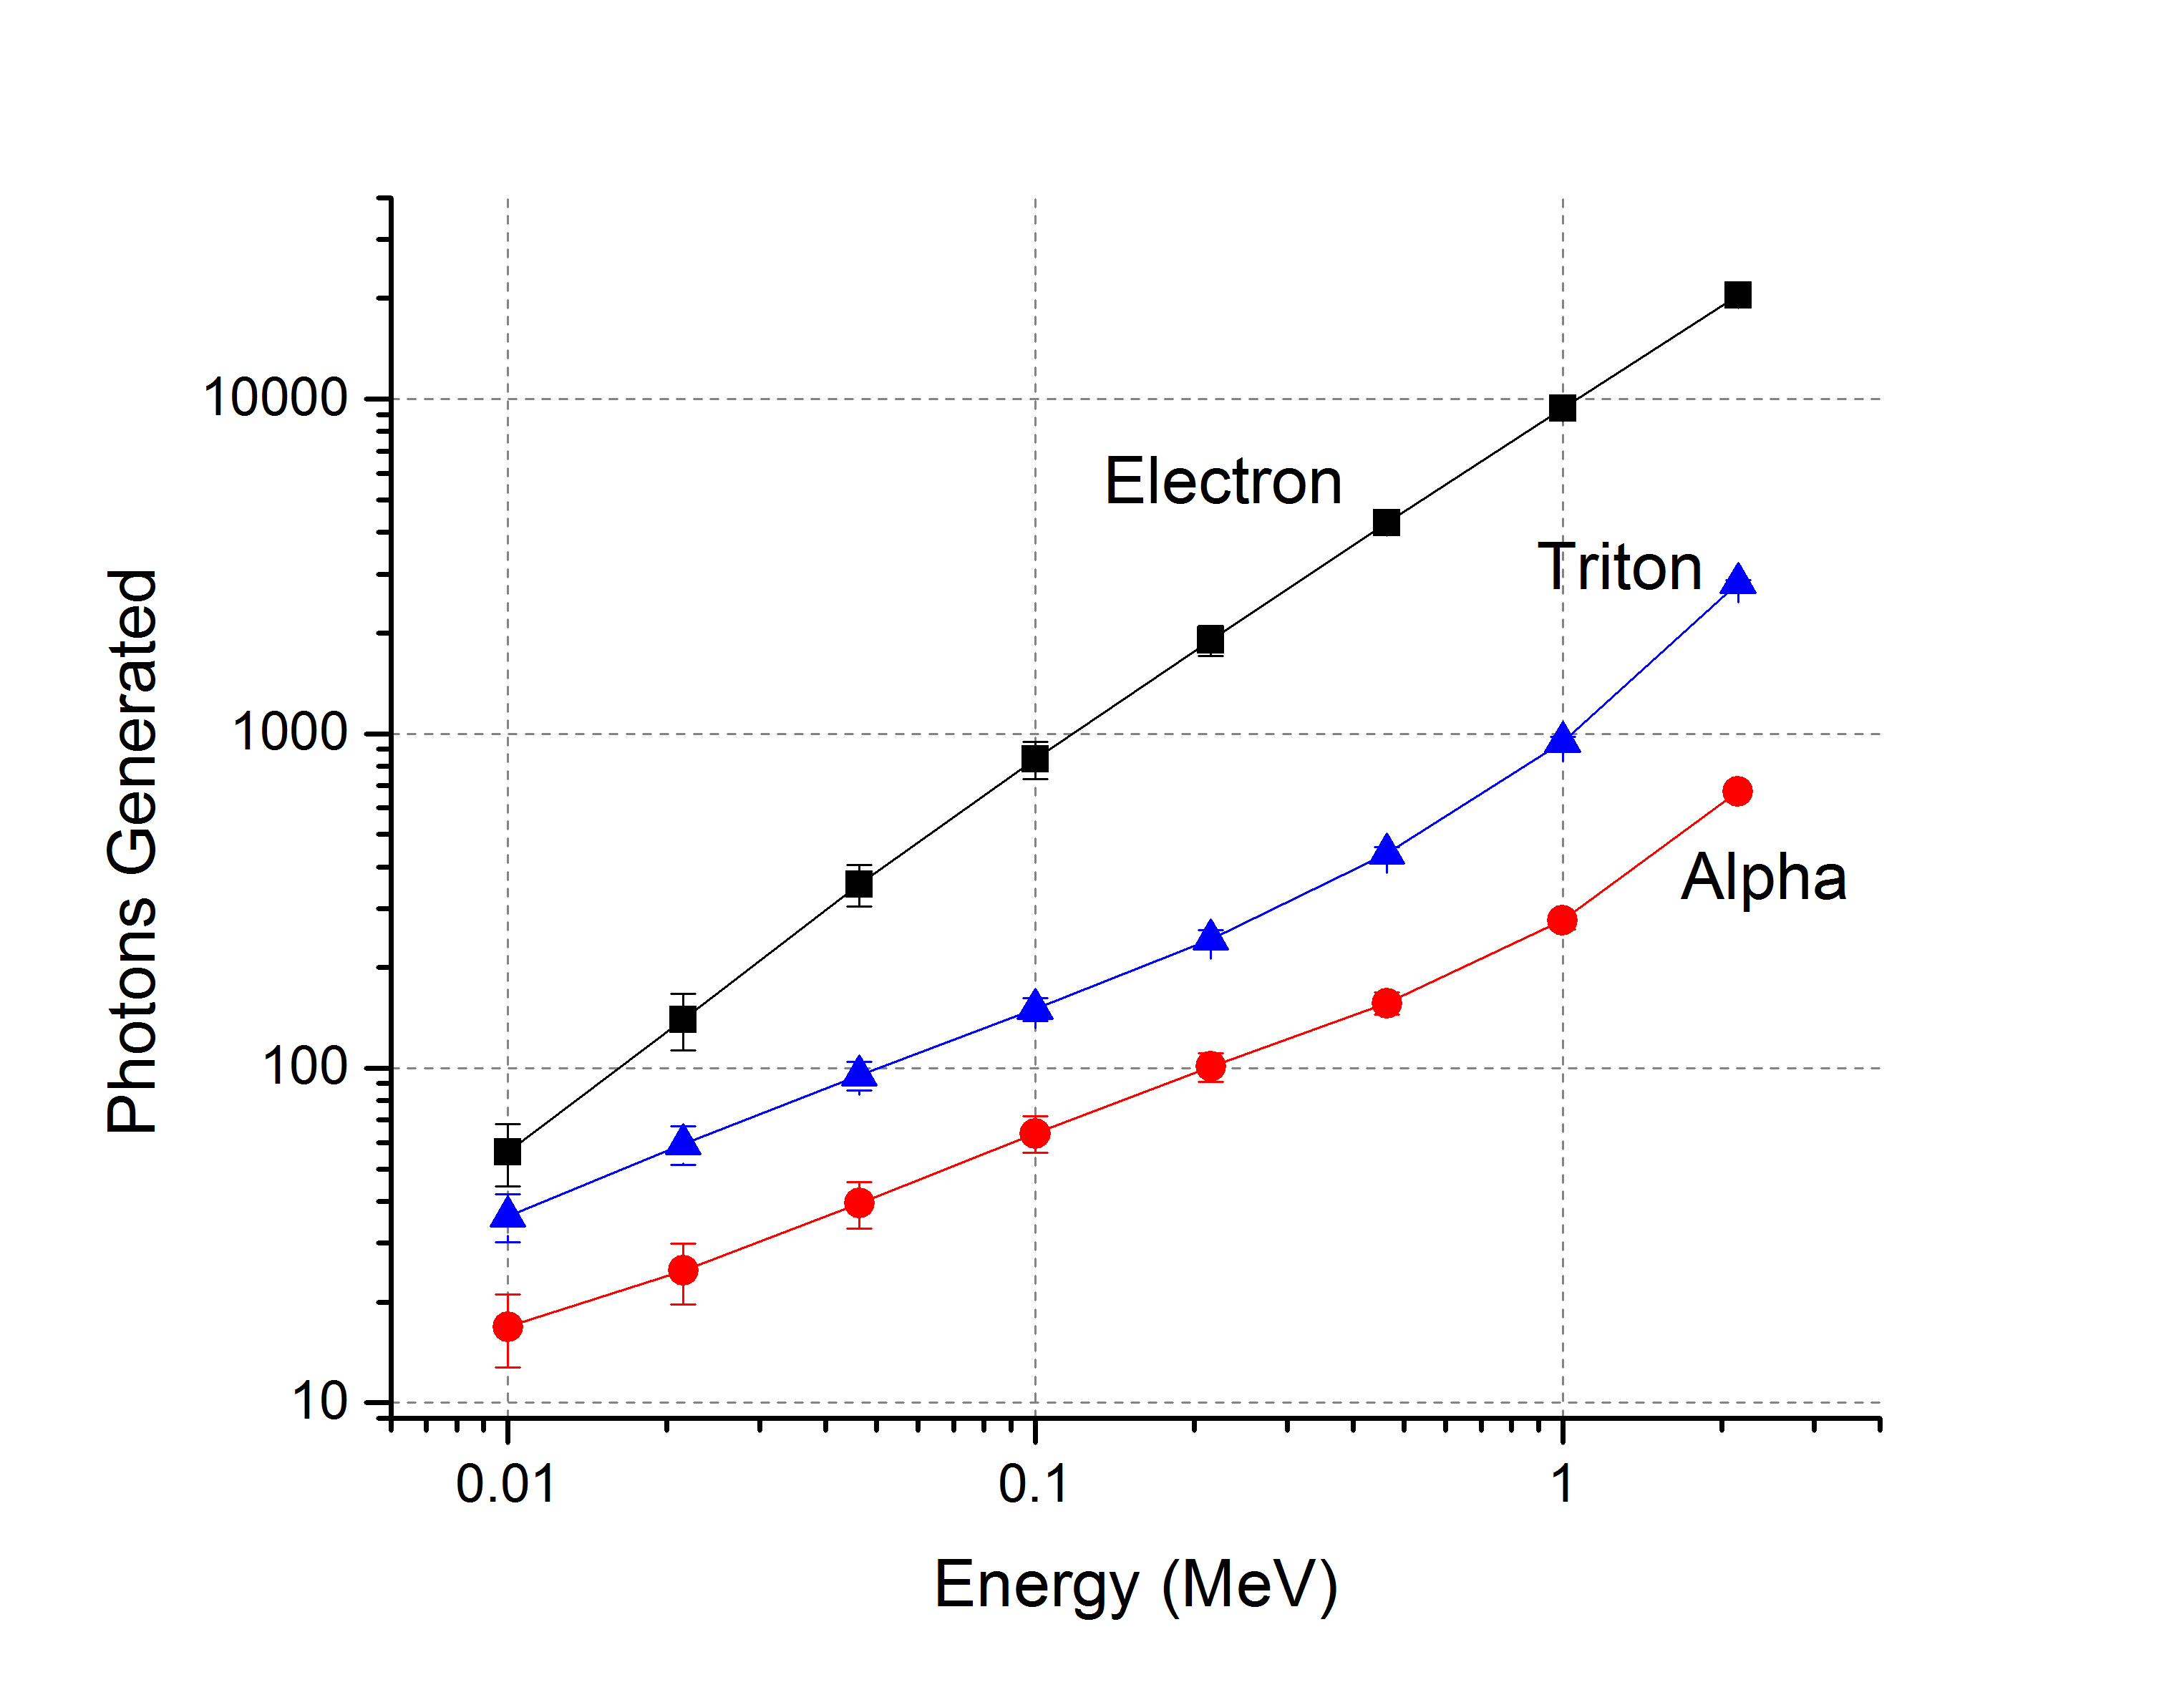 10000
Electron
Triton
1000
Alpha
100
10
0.01
0.1
1
Photons Generated
Energy (MeV)